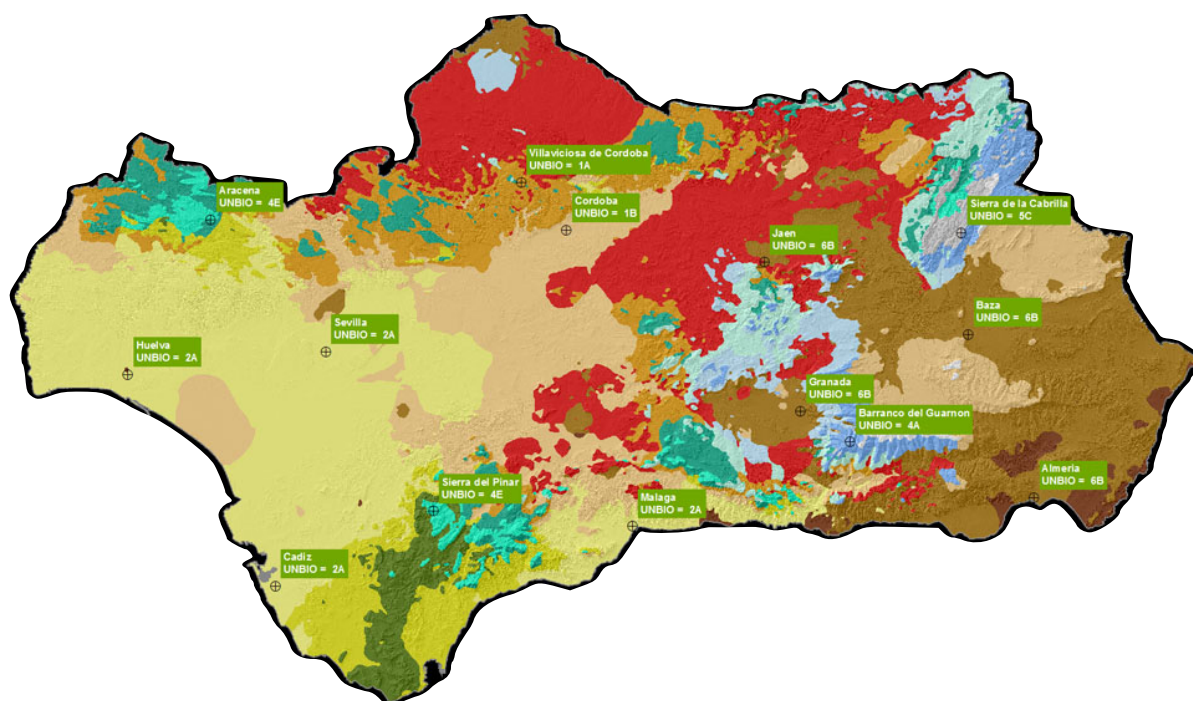 Villaviciosa de Cordoba
UNBIO = 1A
Aracena
UNBIO = 4E
Cordoba
UNBIO = 1B
Sierra de la Cabrilla
UNBIO = 5C
Jaen
UNBIO = 6B
Sevilla
UNBIO = 2A
Baza
UNBIO = 6B
Huelva
UNBIO = 2A
Granada
UNBIO = 6B
Barranco del Guarnon
UNBIO = 4A
Almería
UNBIO = 6B
Sierra del Pinar
UNBIO = 4E
Malaga
UNBIO = 2A
Cadiz
UNBIO = 2A